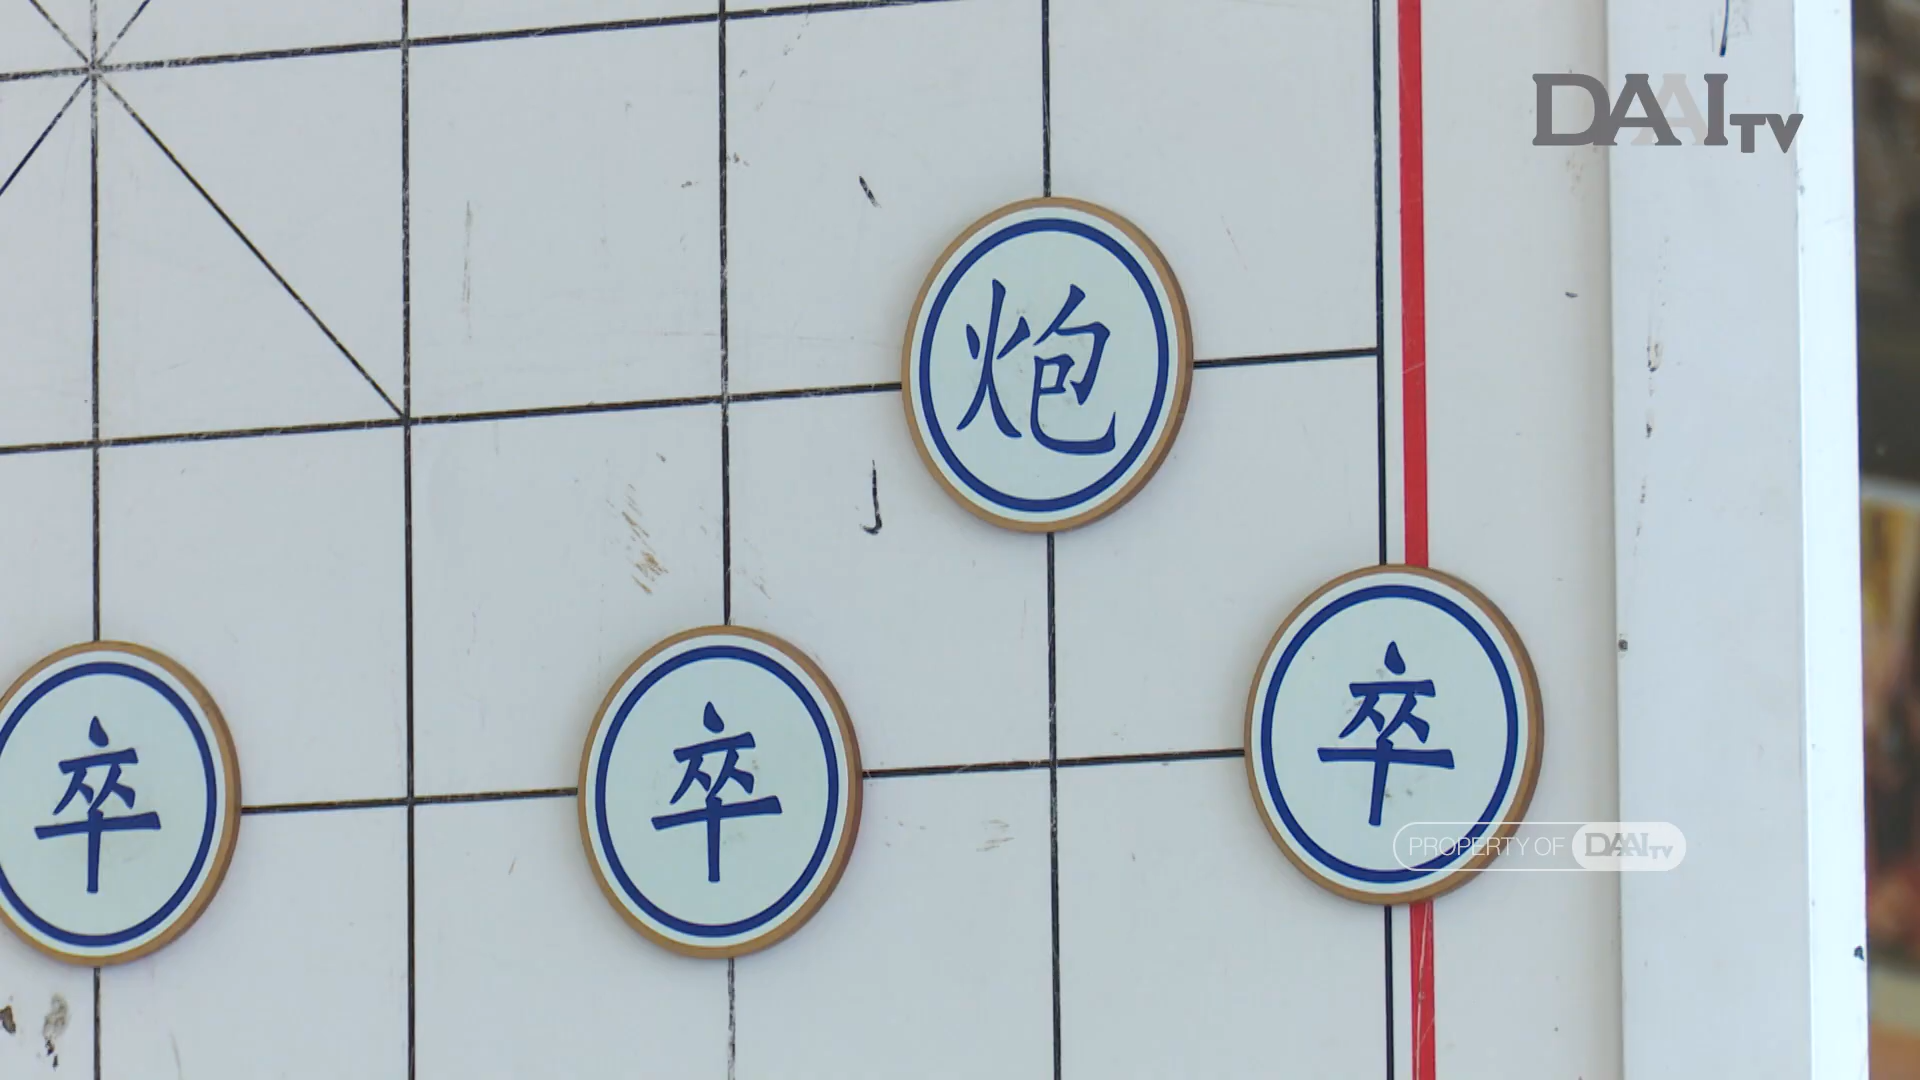 DAAI TV
炮
卒
卒
卒
PROPERTY OF DAAI TV